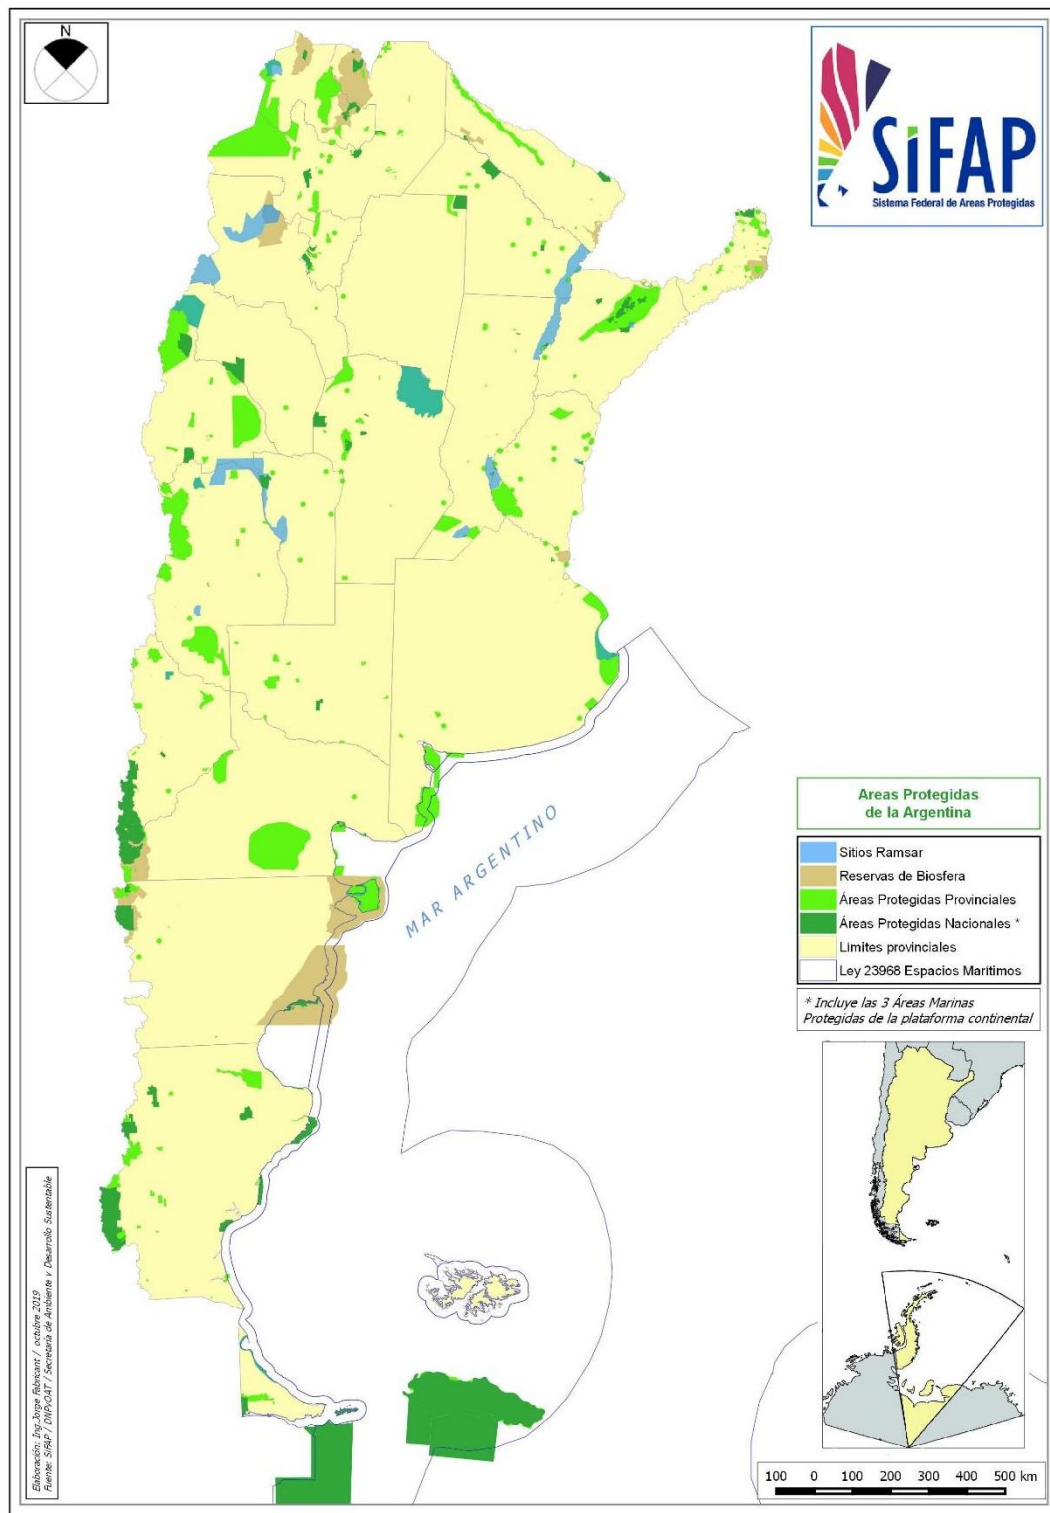 N
SiFAP
Sistema Federal de Areas Protegidas
MAR ARGENTINO
Areas Protegidas
de la Argentina
Sitios Ramsar
Reservas de Biosfera
Áreas Protegidas Provinciales
Áreas Protegidas Nacionales *
Límites provinciales
Ley 23968 Espacios Marítimos
* Incluye las 3 Áreas Marinas
Protegidas de la plataforma continental
Elaboración: Ing. Jorge Fabricant / octubre 2019
Fuente: SIFAP / DNPyOAT / Secretaría de Ambiente y Desarrollo Sustentable
100 0 100 200 300 400 500 km